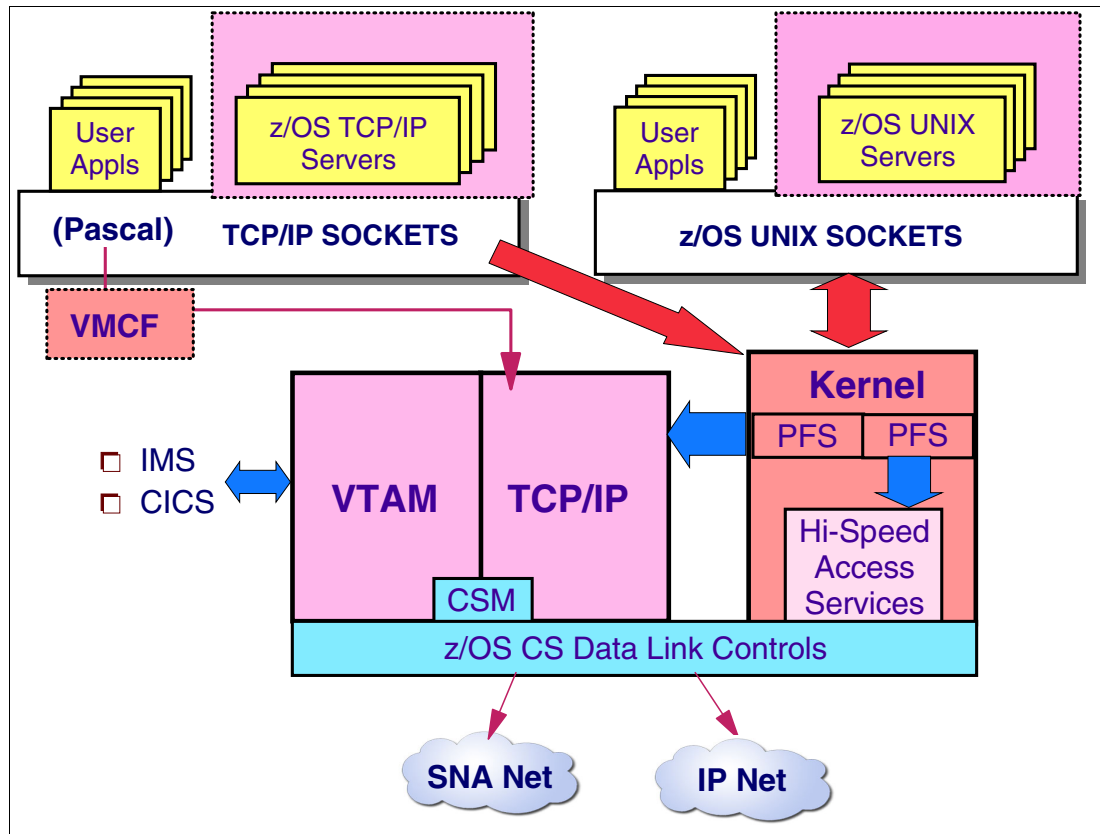 User
Appls
z/OS TCP/IP
Servers
User
Appls
z/OS UNIX
Servers
(Pascal)
TCP/IP SOCKETS
z/OS UNIX SOCKETS
VMCF
Kernel
PFS
PFS
IMS
CICS
VTAM
TCP/IP
Hi-Speed
Access
Services
CSM
z/OS CS Data Link Controls
SNA Net
IP Net